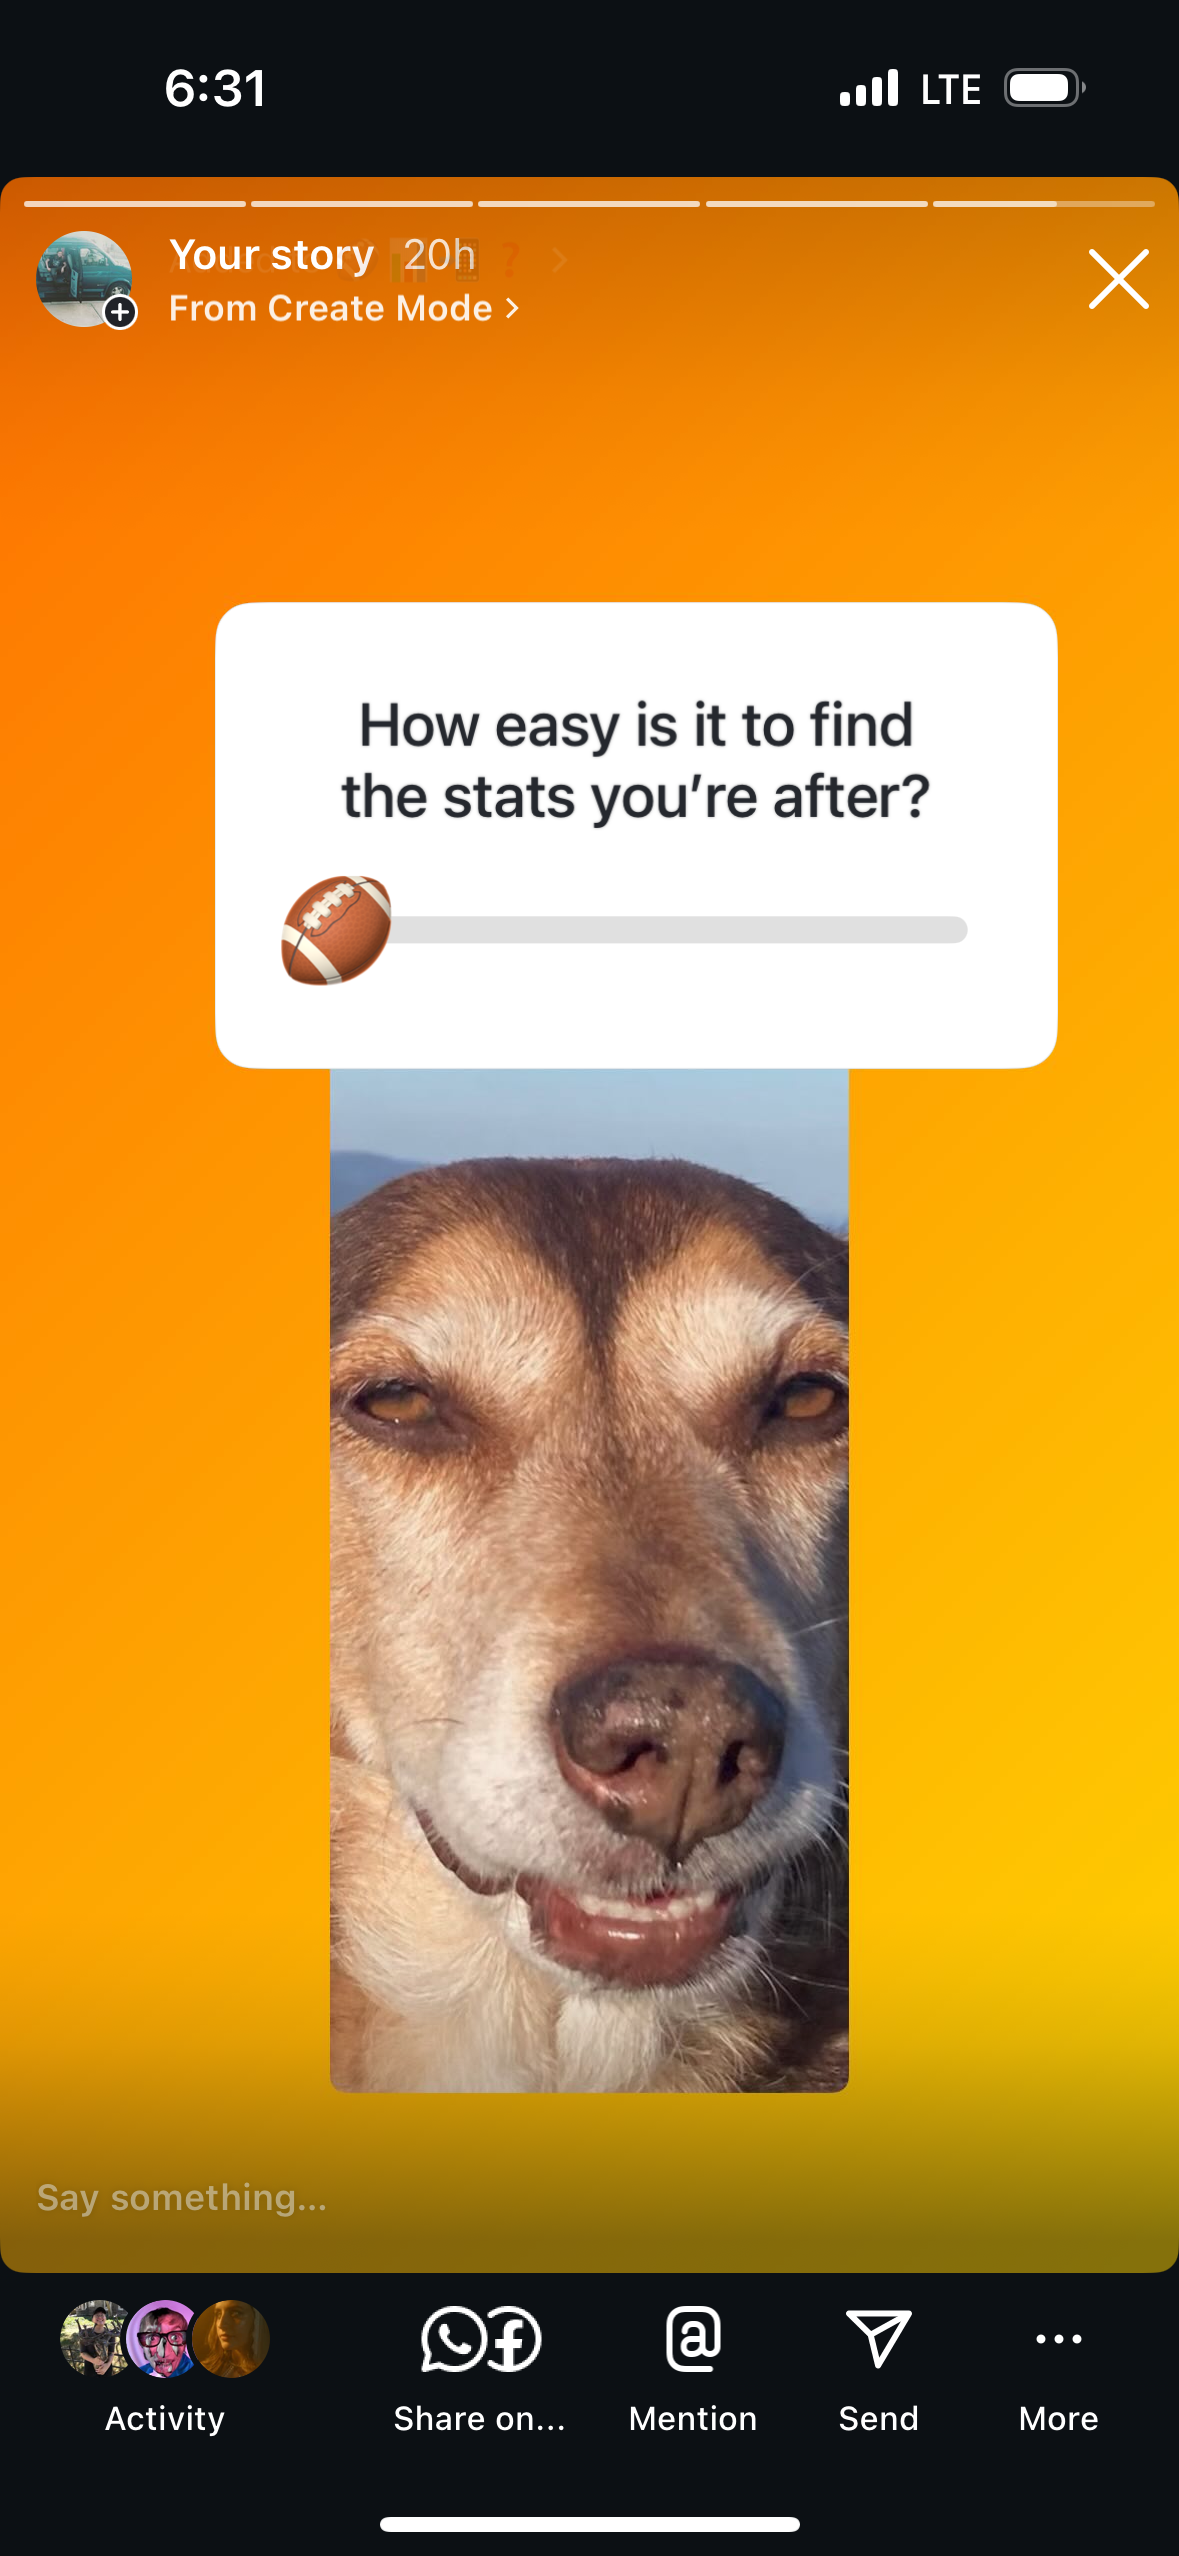 6:31
LTE
Your story 20h
From Create Mode >
How easy is it to find
the stats you're after?
Say something...
Activity
Share on...
Mention
Send
More